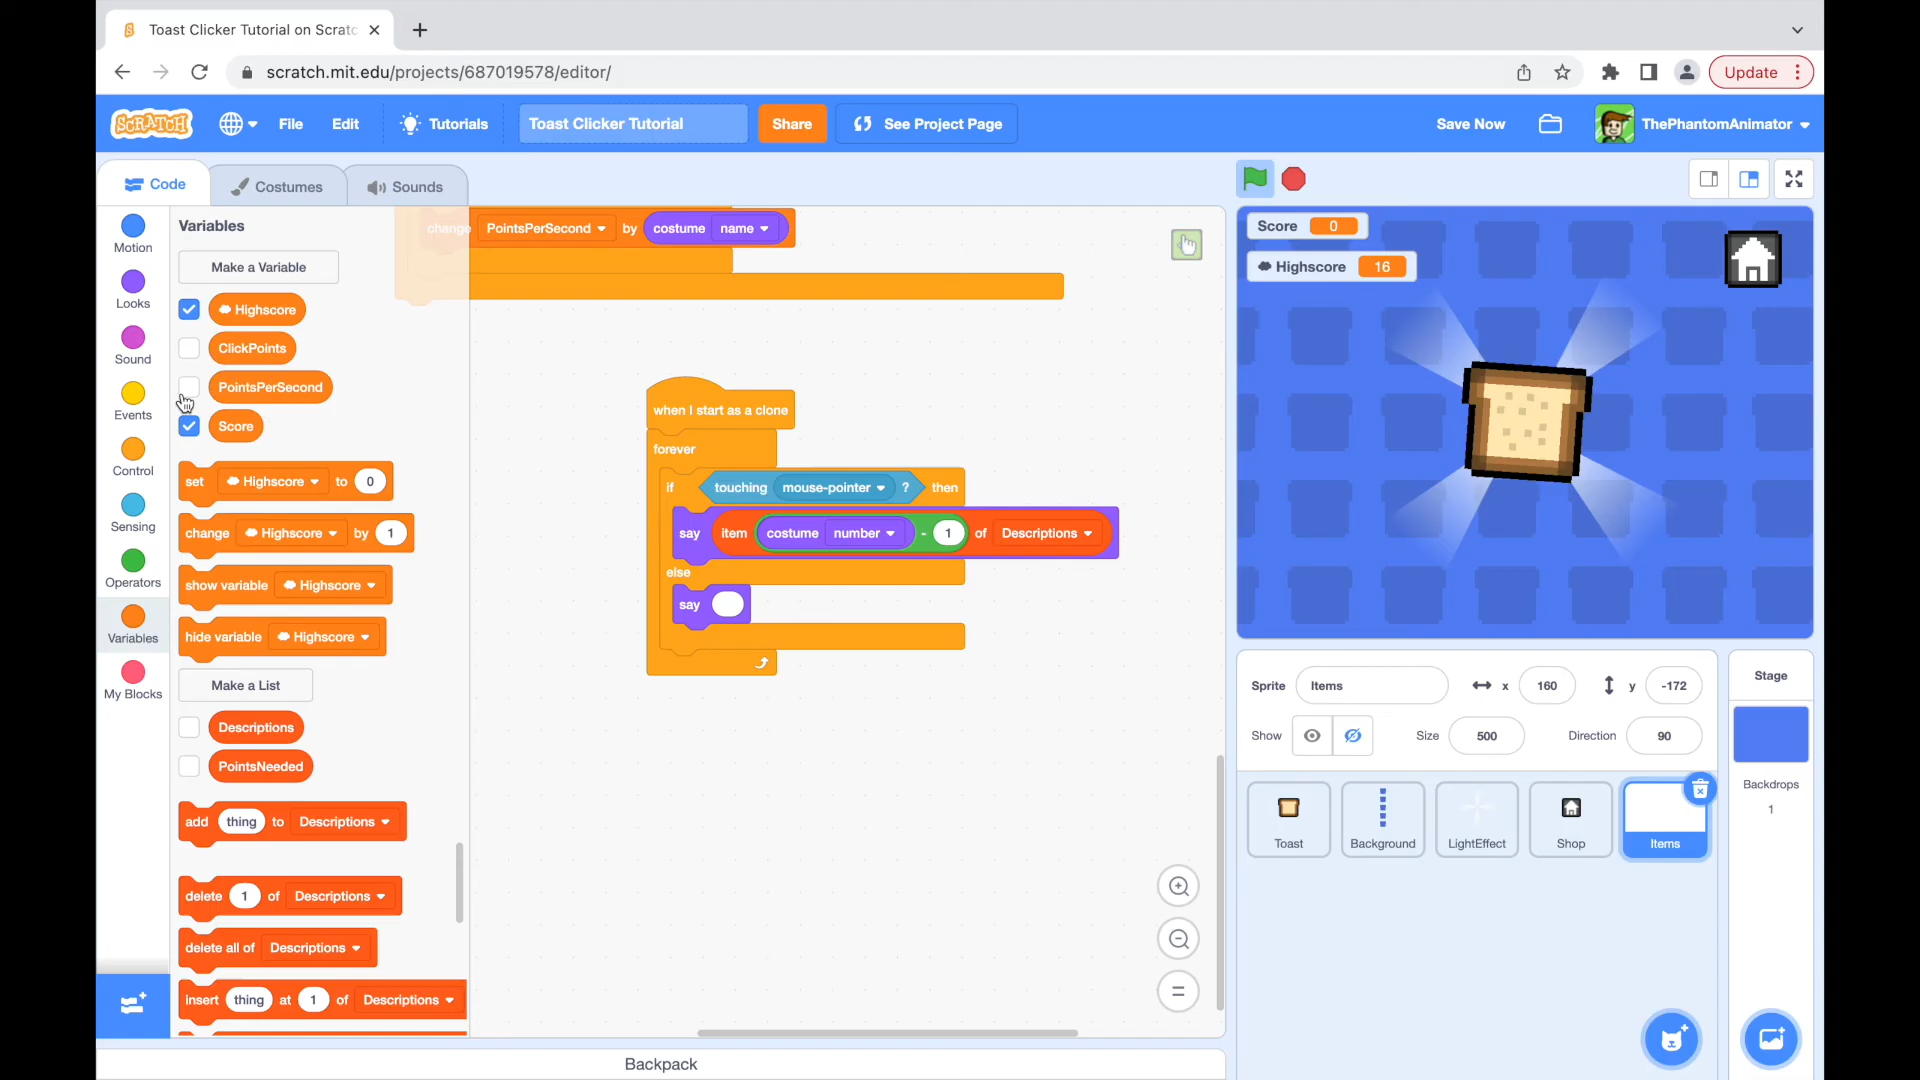 Toast Clicker Tutorial on Scratc
scratch.mit.edu/projects/687019578/editor/
Update
SCRATCH
File
Edit
Tutorials
Toast Clicker Tutorial
Share
See Project Page
Save Now
ThePhantomAnimator
Code
Costumes
Sounds
Motion
Looks
Sound
Events
Control
Sensing
Operators
Variables
My Blocks
Variables
Make a Variable
Highscore
ClickPoints
PointsPerSecond
Score
set Highscore to 0
change Highscore by 1
show variable Highscore
hide variable Highscore
Make a List
Descriptions
PointsNeeded
add thing to Descriptions
delete 1 of Descriptions
delete all of Descriptions
insert thing at 1 of Descriptions
change PointsPerSecond by costume name
when I start as a clone
forever
if touching mouse-pointer ? then
say item costume number - 1 of Descriptions
else
say
Backpack
Score 0
Highscore 16
Sprite Items x 160 y -172
Show Size 500 Direction 90
Toast
Background
LightEffect
Shop
Items
Stage
Backdrops
1